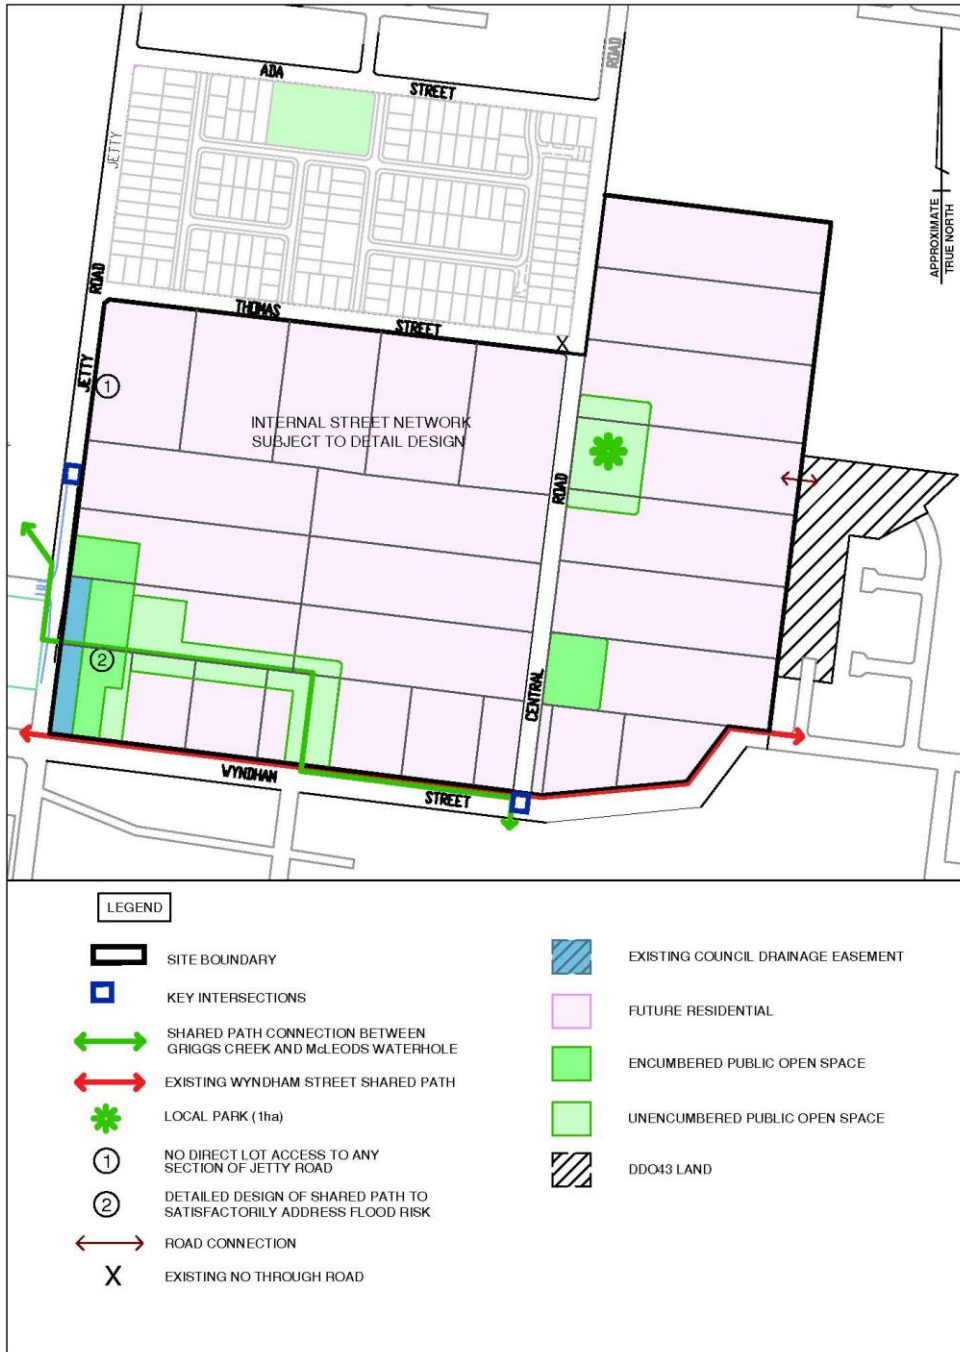 ADA
STREET
ROAD
JETTY
ROAD
THOMAS
STREET
X
APPROXIMATE
TRUE NORTH
JETTY
1
INTERNAL STREET NETWORK
SUBJECT TO DETAIL DESIGN
ROAD
2
CENTRAL
WYNDHAM
STREET
LEGEND
SITE BOUNDARY
KEY INTERSECTIONS
SHARED PATH CONNECTION BETWEEN
GRIGGS CREEK AND McLEODS WATERHOLE
EXISTING WYNDHAM STREET SHARED PATH
LOCAL PARK (1ha)
1
NO DIRECT LOT ACCESS TO ANY
SECTION OF JETTY ROAD
2
DETAILED DESIGN OF SHARED PATH TO
SATISFACTORILY ADDRESS FLOOD RISK
ROAD CONNECTION
X
EXISTING NO THROUGH ROAD
EXISTING COUNCIL DRAINAGE EASEMENT
FUTURE RESIDENTIAL
ENCUMBERED PUBLIC OPEN SPACE
UNENCUMBERED PUBLIC OPEN SPACE
DDO43 LAND